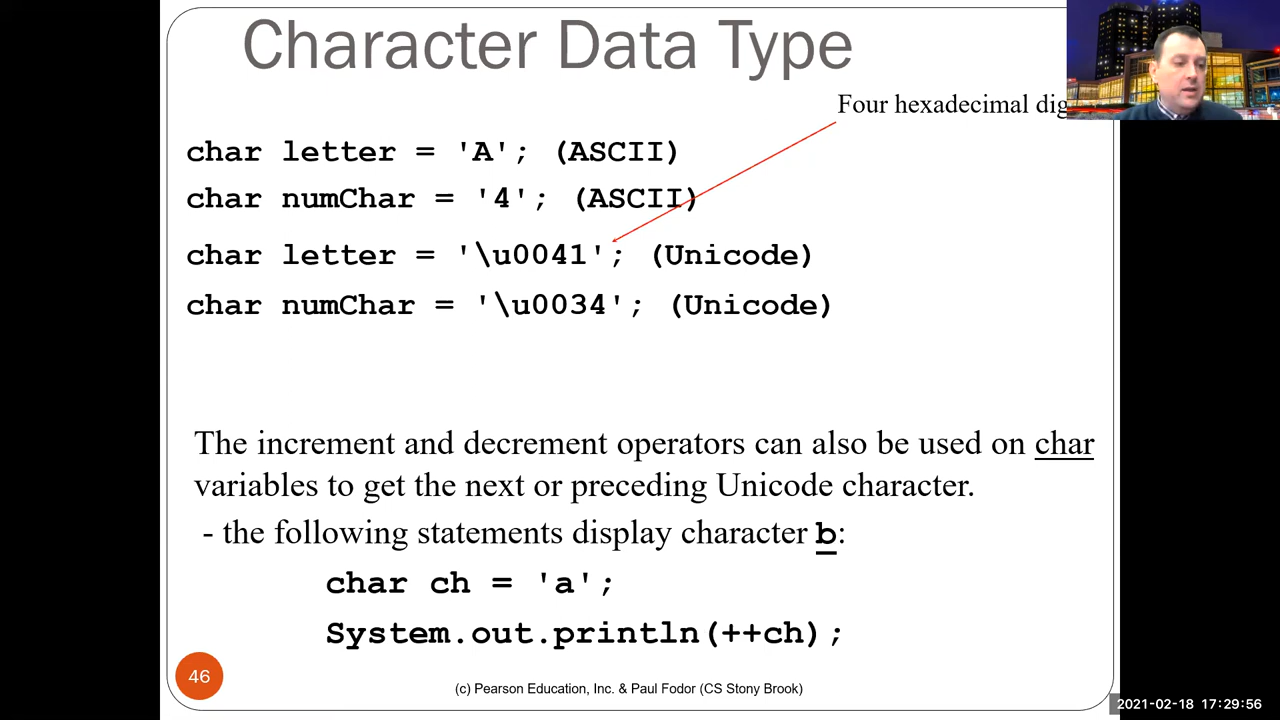 Character Data Type
Four hexadecimal
char letter = 'A'; (ASCII)
char numChar = '4'; (ASCII)
char letter = '\u0041'; (Unicode)
char numChar = '\u0034'; (Unicode)
The increment and decrement operators can also be used on char
variables to get the next or preceding Unicode character.
- the following statements display character b:
char ch = 'a';
System.out.println(++ch);
46
(c) Pearson Education, Inc. & Paul Fodor (CS Stony Brook)
2021-02-18 17:29:56